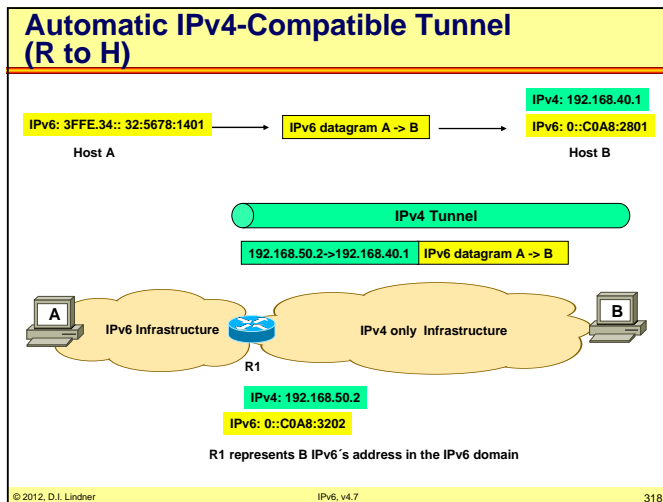 Automatic IPv4-Compatible Tunnel
(R to H)
IPv4: 192.168.40.1
IPv6: 3FFE.34:: 32:5678:1401
IPv6 datagram A -> B
IPv6: 0::C0A8:2801
Host A
Host B
IPv4 Tunnel
192.168.50.2->192.168.40.1
IPv6 datagram A -> B
A
IPv6 Infrastructure
IPv4 only Infrastructure
B
R1
IPv4: 192.168.50.2
IPv6: 0::C0A8:3202
R1 represents B IPv6´s address in the IPv6 domain
© 2012, D.I. Lindner
IPv6, v4.7
318